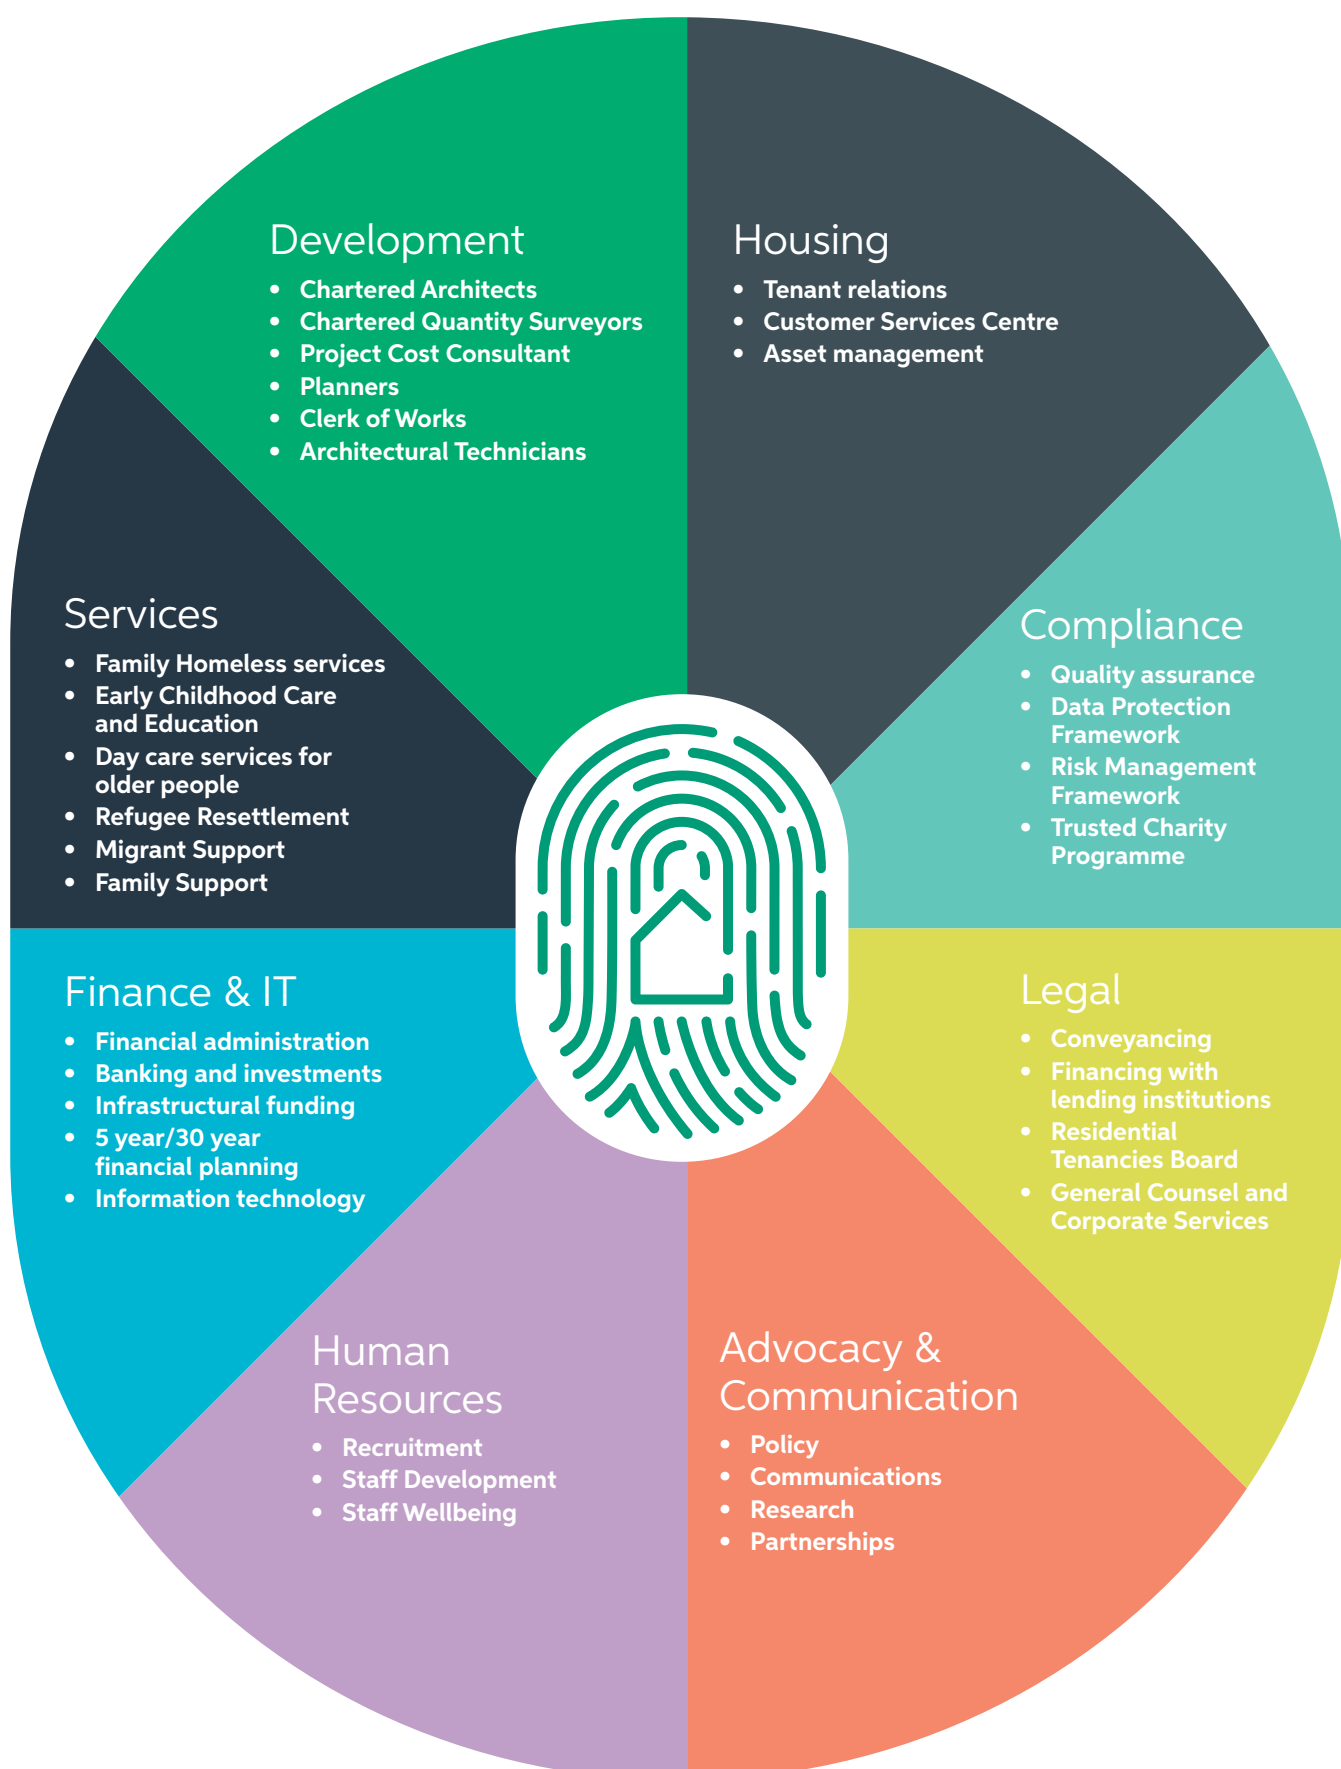 Development
• Chartered Architects
• Chartered Quantity Surveyors
• Project Cost Consultant
• Planners
• Clerk of Works
• Architectural Technicians
Housing
• Tenant relations
• Customer Services Centre
• Asset management
Services
• Family Homeless services
• Early Childhood Care
and Education
• Day care services for
older people
• Refugee Resettlement
• Migrant Support
• Family Support
Compliance
• Quality assurance
• Data Protection
Framework
• Risk Management
Framework
• Trusted Charity
Programme
Finance & IT
• Financial administration
• Banking and investments
• Infrastructural funding
• 5 year/30 year
financial planning
• Information technology
Legal
• Conveyancing
• Financing with
lending institutions
• Residential
Tenancies Board
• General Counsel and
Corporate Services
Human
Resources
• Recruitment
• Staff Development
• Staff Wellbeing
Advocacy &
Communication
• Policy
• Communications
• Research
• Partnerships